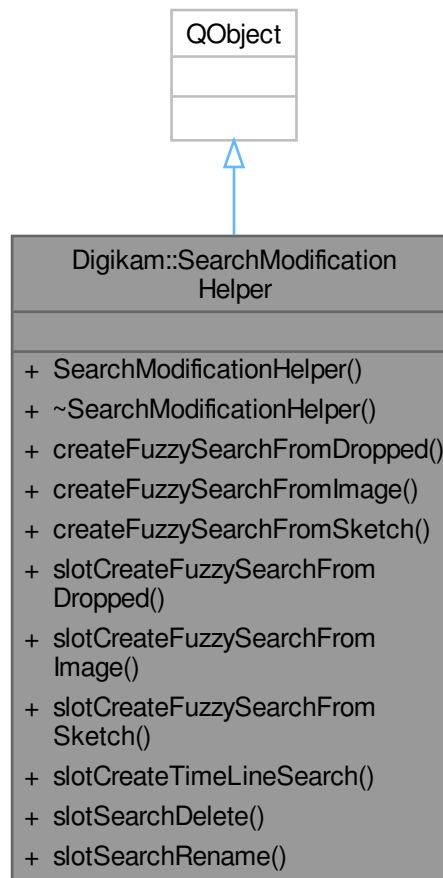 QObject
Digikam::SearchModification
Helper
+ SearchModificationHelper()
+ ~SearchModificationHelper()
+ createFuzzySearchFromDropped()
+ createFuzzySearchFromImage()
+ createFuzzySearchFromSketch()
+ slotCreateFuzzySearchFrom
Dropped()
+ slotCreateFuzzySearchFrom
Image()
+ slotCreateFuzzySearchFrom
Sketch()
+ slotCreateTimeLineSearch()
+ slotSearchDelete()
+ slotSearchRename()